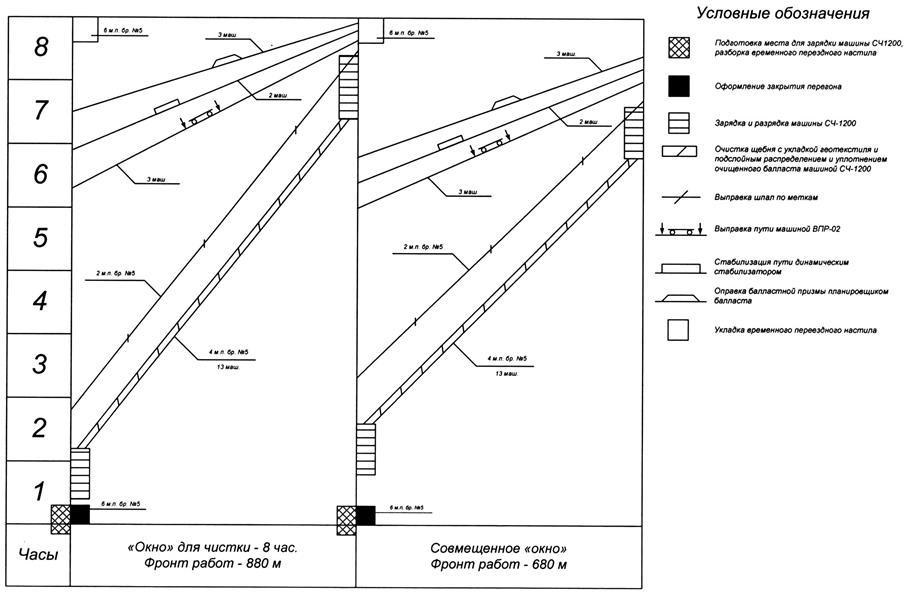 Условные обозначения
8
7
6
5
4
3
2
1
Часы
6 м.п. бр. №5
3 маш.
2 маш.
3 маш.
2 м.п. бр. №5
4 м.п. бр. №5
13 маш.
6 м.п. бр. №5
«Окно» для чистки - 8 час.
Фронт работ - 880 м
6 м.п. бр. №5
3 маш.
2 маш
3 маш.
2 м.п. бр. №5
4 м.п. бр. №5
13 маш.
6 м.п. бр. №5
Совмещенное «окно»
Фронт работ - 680 м
Подготовка места для зарядки машины СЧ1200,
разборка временного переездного настила
Оформление закрытия перегона
Зарядка и разрядка машины СЧ-1200
Очистка щебня с укладкой геотекстиля и
подслойным распределением и уплотнением
очищенного балласта машиной СЧ-1200
Выправка шпал по меткам
Выправка пути машиной ВПР-02
Стабилизация пути динамическим
стабилизатором
Оправка балластной призмы планировщиком
балласта
Укладка временного переездного настила